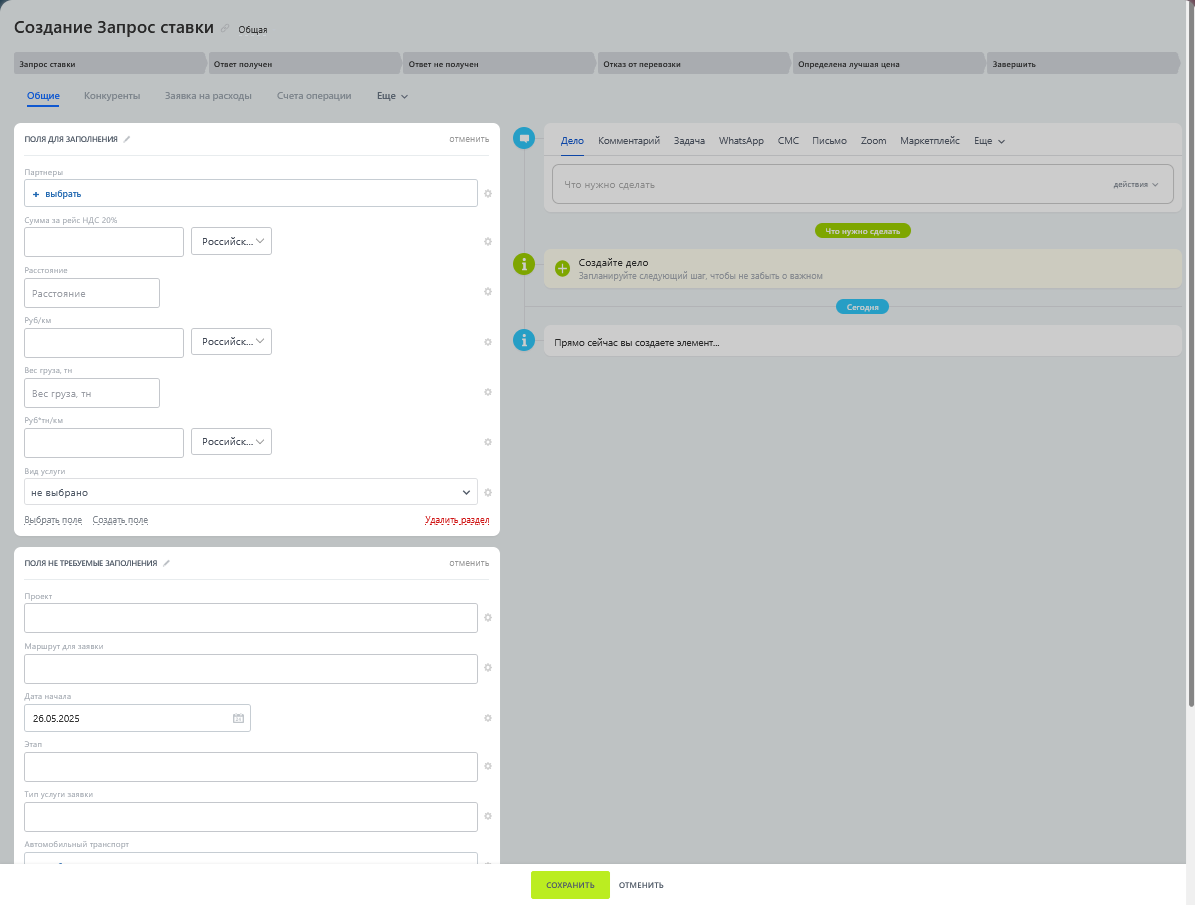 Создание Запрос ставки Общая
Запрос ставки Ответ получен Ответ не получен Отказ от перевозки Определена лучшая цена Завершить
Общие Конкуренты Заявка на расходы Счета операции Еще
ПОЛЯ ДЛЯ ЗАПОЛНЕНИЯ ОТМЕНИТЬ
Партнеры
+ выбрать
Сумма за рейс НДС 20%
Российск...
Расстояние
Расстояние
Руб/км
Российск...
Вес груза, тн
Вес груза, тн
Руб*тн/км
Российск...
Вид услуги
не выбрано
Выбрать поле Создать поле Удалить раздел
ПОЛЯ НЕ ТРЕБУЕМЫЕ ЗАПОЛНЕНИЯ ОТМЕНИТЬ
Проект
Маршрут для заявки
Дата начала
26.05.2025
Этап
Тип услуги заявки
Автомобильный транспорт
Дело Комментарий Задача WhatsApp СМС Письмо Zoom Маркетплейс Еще
Что нужно сделать действия
Что нужно сделать
Создайте дело
Запланируйте следующий шаг, чтобы не забыть о важном
Сегодня
Прямо сейчас вы создаете элемент...
СОХРАНИТЬ ОТМЕНИТЬ